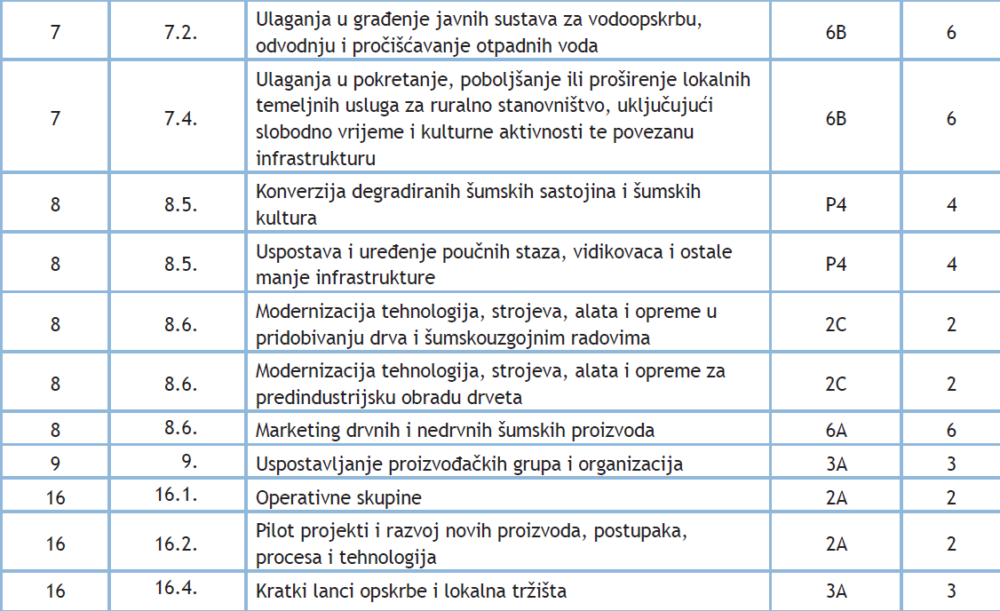 7 7.2. Ulaganja u građenje javnih sustava za vodoopskrbu, 6B 6
odvodnju i pročišćavanje otpadnih voda
7 7.4. Ulaganja u pokretanje, poboljšanje ili proširenje lokalnih 6B 6
temeljnih usluga za ruralno stanovništvo, uključujući
slobodno vrijeme i kulturne aktivnosti te povezanu
infrastrukturu
8 8.5. Konverzija degradiranih šumskih sastojina i šumskih P4 4
kultura
8 8.5. Uspostava i uređenje poučnih staza, vidikovaca i ostale P4 4
manje infrastrukture
8 8.6. Modernizacija tehnologija, strojeva, alata i opreme u 2C 2
pridobivanju drva i šumskouzgojnim radovima
8 8.6. Modernizacija tehnologija, strojeva, alata i opreme za 2C 2
predindustrijsku obradu drveta
8 8.6. Marketing drvnih i nedrvnih šumskih proizvoda 6A 6
9 9. Uspostavljanje proizvođačkih grupa i organizacija 3A 3
16 16.1. Operativne skupine 2A 2
16 16.2. Pilot projekti i razvoj novih proizvoda, postupaka, 2A 2
procesa i tehnologija
16 16.4. Kratki lanci opskrbe i lokalna tržišta 3A 3